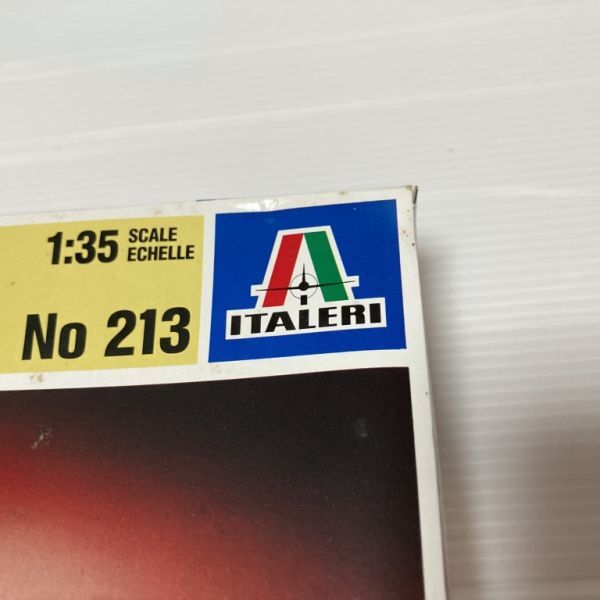 1:35 SCALE
ECHELLE
No 213
ITALERI